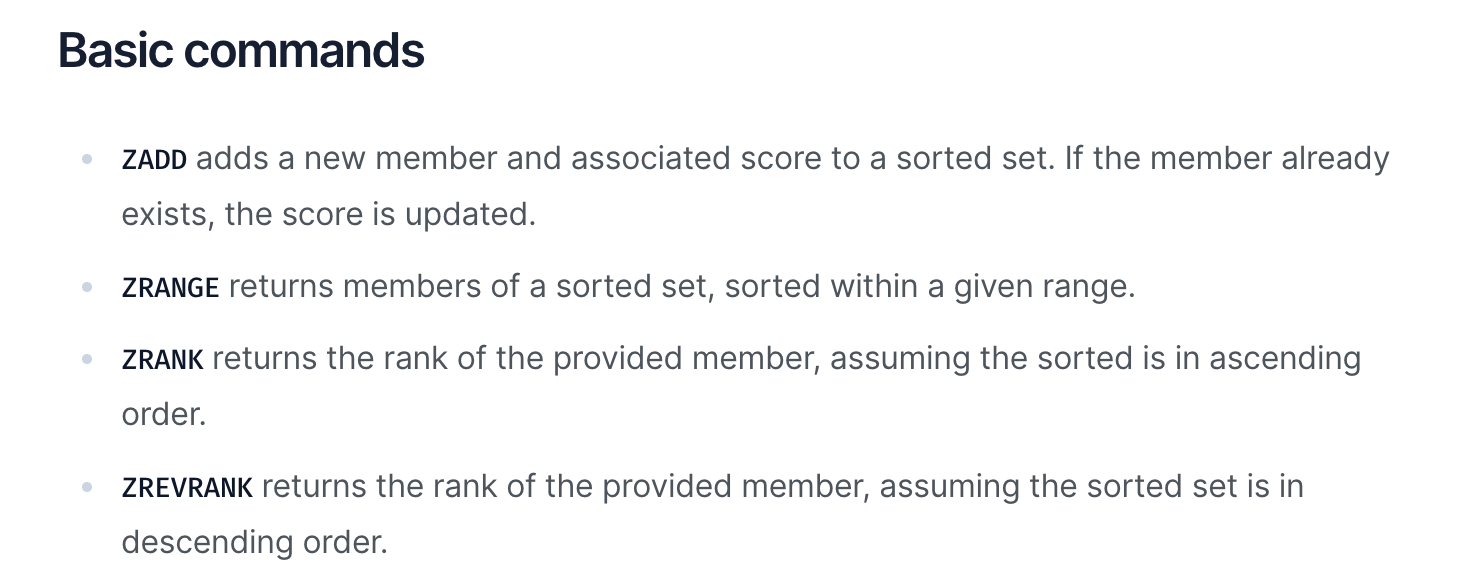 Basic commands
ZADD adds a new member and associated score to a sorted set. If the member already
exists, the score is updated.
ZRANGE returns members of a sorted set, sorted within a given range.
ZRANK returns the rank of the provided member, assuming the sorted is in ascending
order.
ZREVRANK returns the rank of the provided member, assuming the sorted set is in
descending order.